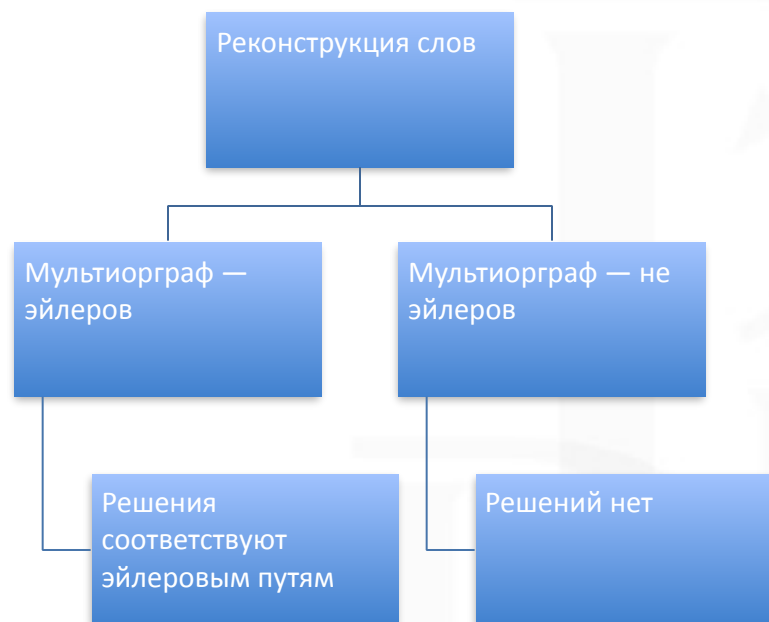 Реконструкция слов
Мультиорграф —
эйлеров
Мультиорграф — не
эйлеров
Решения
соответствуют
эйлеровым путям
Решений нет